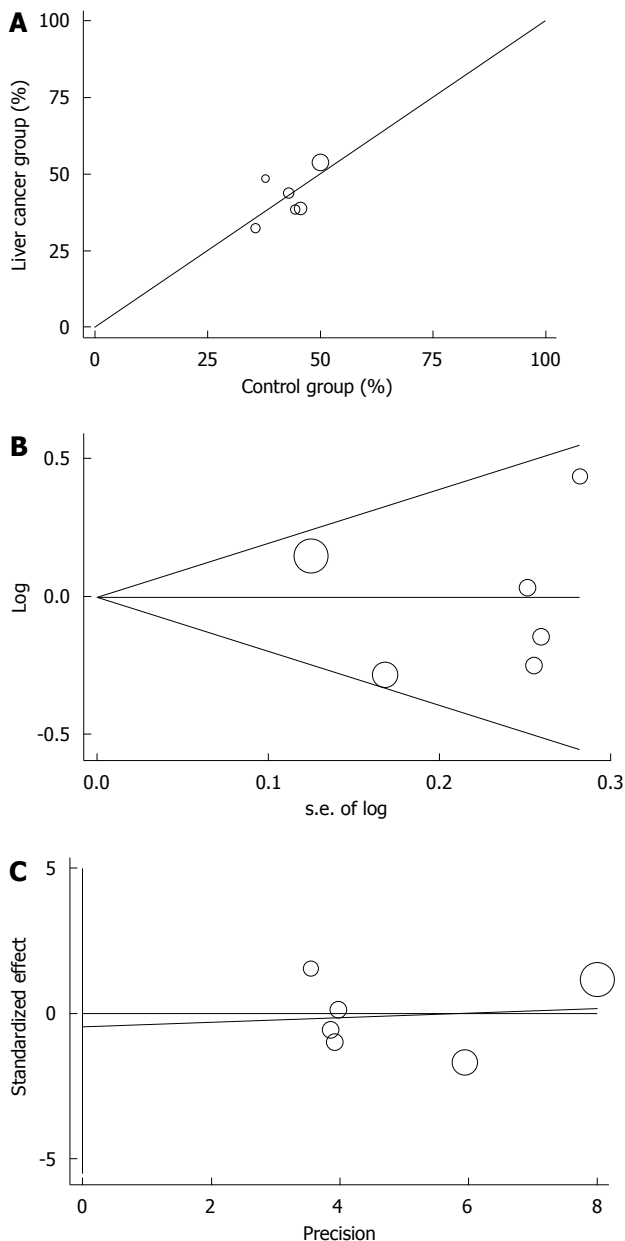 A
100
75
50
25
0
Liver cancer group (%)
0 25 50 75 100
Control group (%)
B
0.5
0.0
-0.5
Log
0.0 0.1 0.2 0.3
s.e. of log
C
5
0
-5
Standardized effect
0 2 4 6 8
Precision